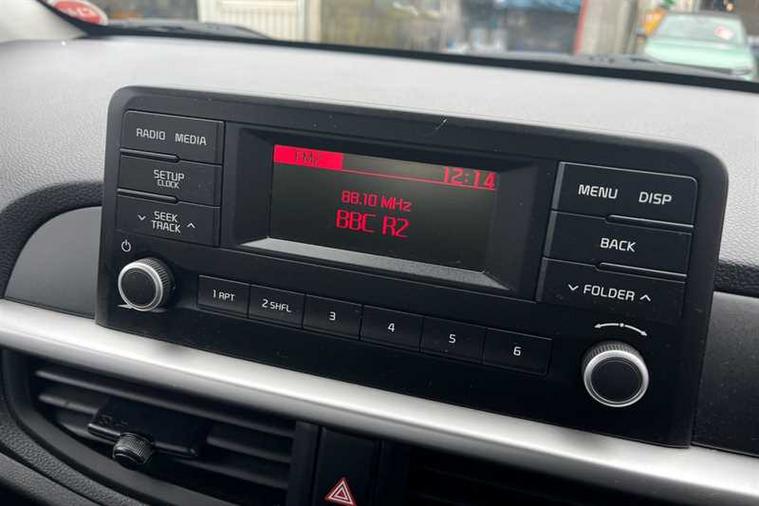 RADIO MEDIA
SETUP
CLOCK
SEEK
TRACK
12:14
88.10 MHz
BBC R2
MENU DISP
BACK
FOLDER
1 RPT
2 SHFL
3
4
5
6